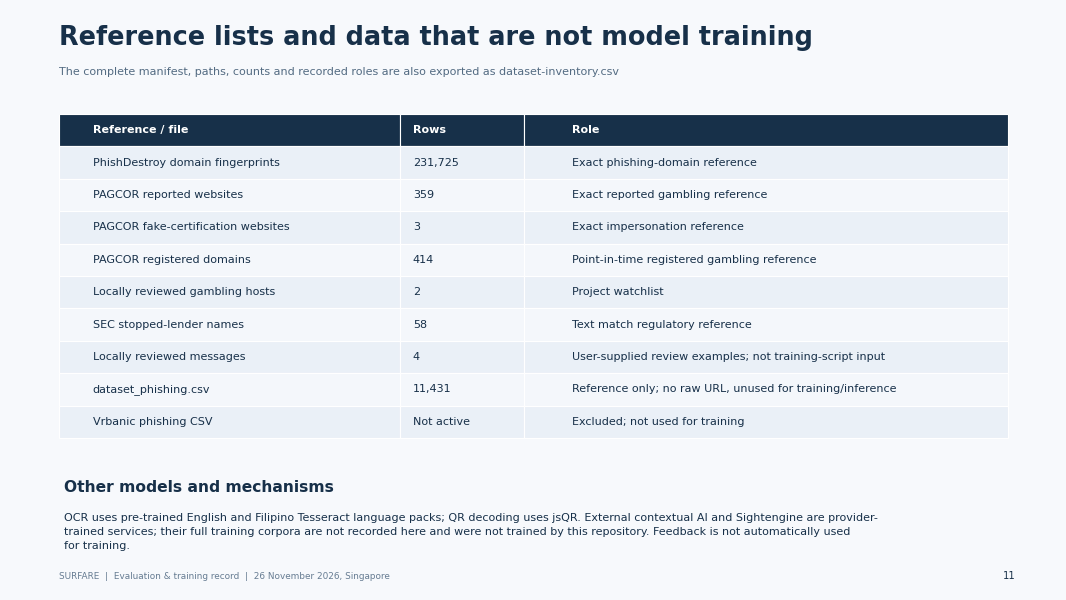 Reference lists and data that are not model training
The complete manifest, paths, counts and recorded roles are also exported as dataset-inventory.csv
Reference / file Rows Role
PhishDestroy domain fingerprints 231,725 Exact phishing-domain reference
PAGCOR reported websites 359 Exact reported gambling reference
PAGCOR fake-certification websites 3 Exact impersonation reference
PAGCOR registered domains 414 Point-in-time registered gambling reference
Locally reviewed gambling hosts 2 Project watchlist
SEC stopped-lender names 58 Text match regulatory reference
Locally reviewed messages 4 User-supplied review examples; not training-script input
dataset_phishing.csv 11,431 Reference only; no raw URL, unused for training/inference
Vrbanic phishing CSV Not active Excluded; not used for training
Other models and mechanisms
OCR uses pre-trained English and Filipino Tesseract language packs; QR decoding uses jsQR. External contextual AI and Sightengine are provider-
trained services; their full training corpora are not recorded here and were not trained by this repository. Feedback is not automatically used
for training.
SURFARE | Evaluation & training record | 26 November 2026, Singapore 11